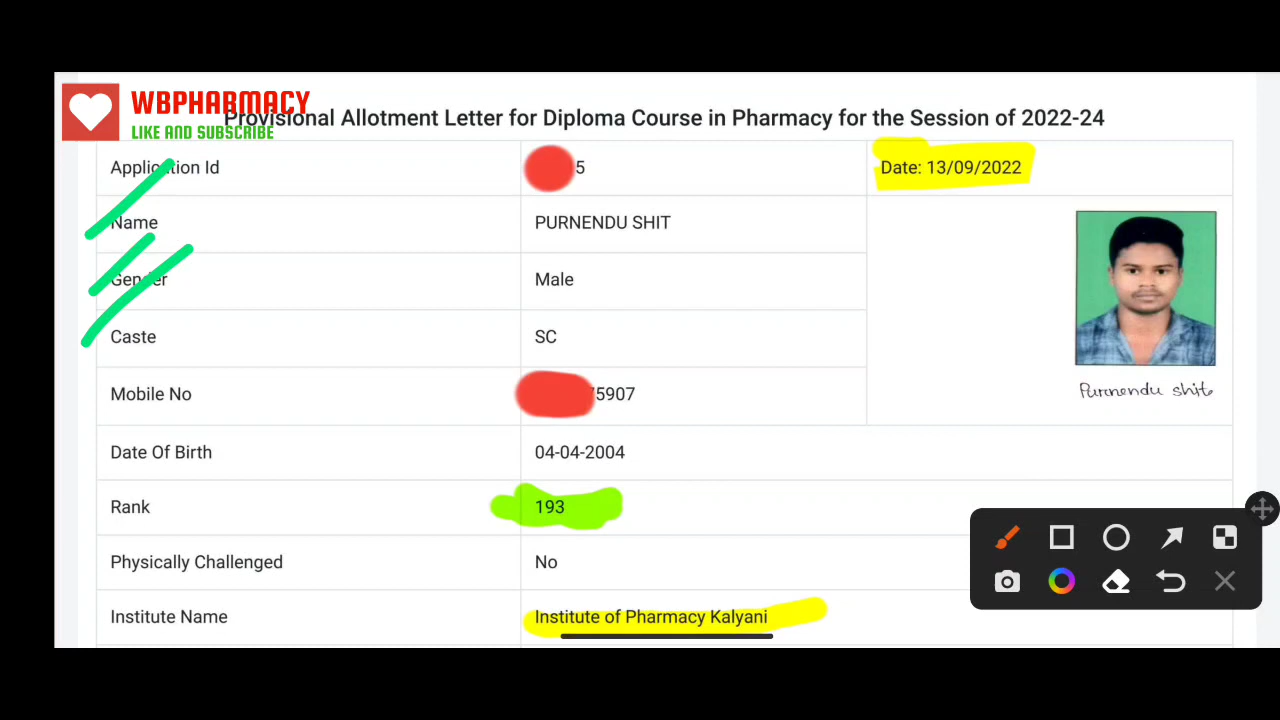 WBPHARMACY
LIKE AND SUBSCRIBE
Provisional Allotment Letter for Diploma Course in Pharmacy for the Session of 2022-24
Application Id 5 Date: 13/09/2022
Name PURNENDU SHIT
Gender Male
Caste SC
Purnendu shit
Mobile No 75907
Date Of Birth 04-04-2004
Rank 193
Physically Challenged No
Institute Name Institute of Pharmacy Kalyani